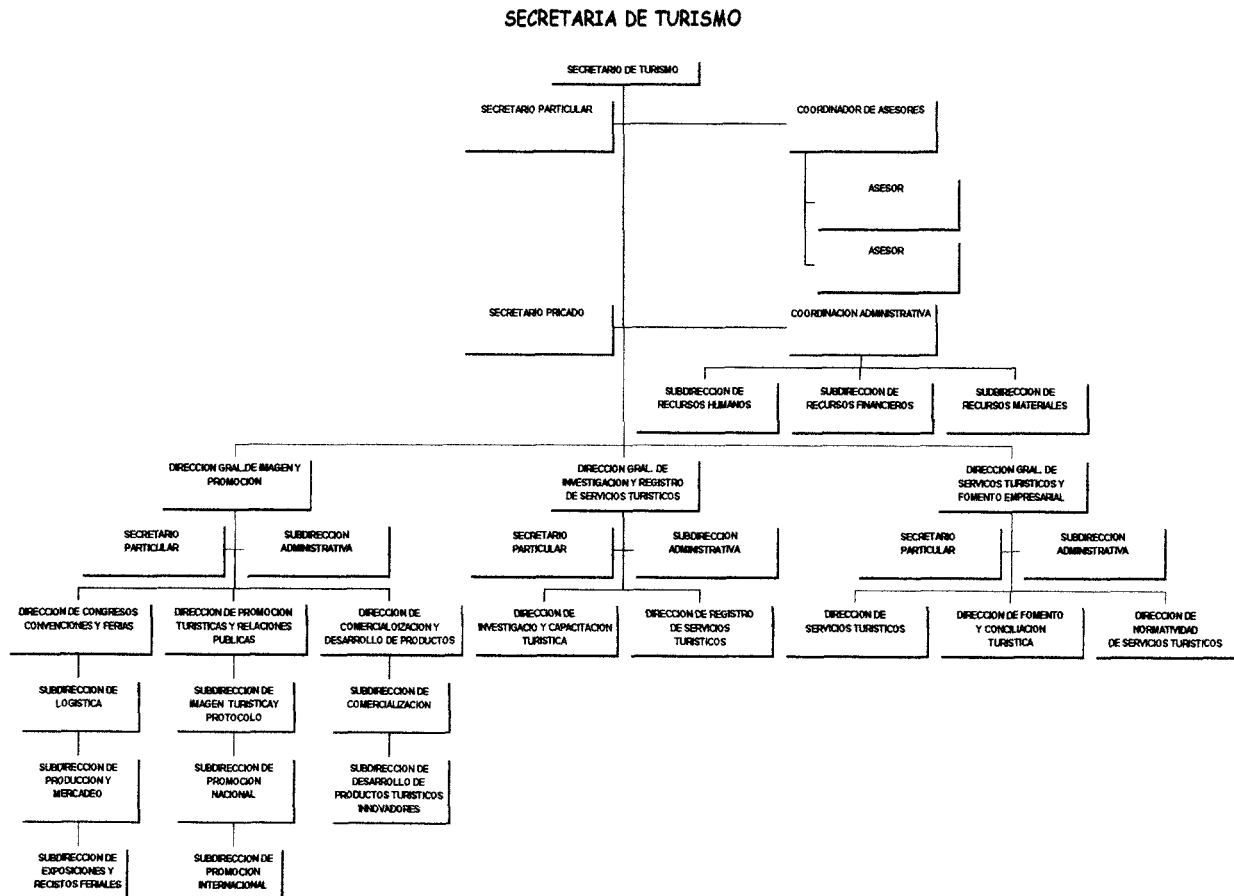 SECRETARIA DE TURISMO
SECRETARIO DE TURISMO
SECRETARIO PARTICULAR
COORDINADOR DE ASESORES
ASESOR
ASESOR
SECRETARIO PRICADO
COORDINACION ADMINISTRATIVA
SUBDIRECCION DE
RECURSOS HUMANOS
SUBDIRECCION DE
RECURSOS FINANCIEROS
SUDBIRECCION DE
RECURSOS MATERIALES
DIRECCION GRAL.DE IMAGEN Y
PROMOCION
DIRECCION GRAL. DE
INVESTIGACION Y REGISTRO
DE SERVICIOS TURISTICOS
DIRECCION GRAL. DE
SERVICOS TURISTICOS Y
FOMENTO EMPRESARIAL
SECRETARIO
PARTICULAR
SUBDIRECCION
ADMINISTRATIVA
SECRETARIO
PARTICULAR
SUBDIRECCION
ADMINISTRATIVA
SECRETARIO
PARTICULAR
SUBDIRECCION
ADMINISTRATIVA
DIRECCION DE CONGRESOS
CONVENCIONES Y FERIAS
DIRECCION DE PROMOCION
TURISTICAS Y RELACIONES
PUBLICAS
DIRECCION DE
COMERCIALOIZACION Y
DESARROLLO DE PRODUCTOS
DIRECCION DE
INVESTIGACIO Y CAPACITACION
TURISTICA
DIRECCION DE REGISTRO
DE SERVICIOS
TURISTICOS
DIRECCION DE
SERVICIOS TURISTICOS
DIRECCION DE FOMENTO
Y CONCILIACION
TURISTICA
DIRECCION DE
NORMATIVIDAD
DE SERVICIOS TURISTICOS
SUBDIRECCION DE
LOGISTICA
SUBDIRECCION DE
IMAGEN TURISTICAY
PROTOCOLO
SUBDIRECCION DE
COMERCIALIZACION
SUBDIRECCION DE
PRODUCCION Y
MERCADEO
SUBDIRECCION DE
PROMOCION
NACIONAL
SUBDIRECCION DE
DESARROLLO DE
PRODUCTOS TURISTICOS
INNOVADORES
SUBDIRECCION DE
EXPOSICIONES Y
RECISTOS FERIALES
SUBDIRECCION DE
PROMOCION
INTERNACIONAL